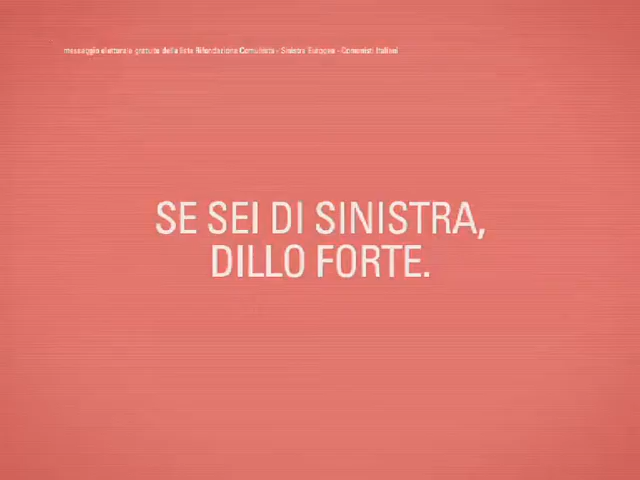 messaggio elettorale gratuito della lista Rifondazione Comunista - Sinistra Europea - Comunisti Italiani
SE SEI DI SINISTRA,
DILLO FORTE.